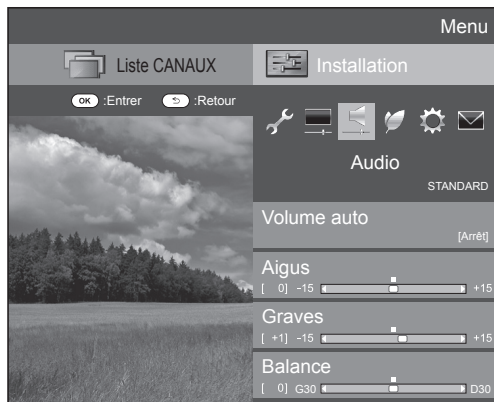 Menu
Liste CANAUX
Installation
OK :Entrer :Retour
Audio
STANDARD
Volume auto
[Arrêt]
Aigus
[ 0] -15 +15
Graves
[ +1] -15 +15
Balance
[ 0] G30 D30